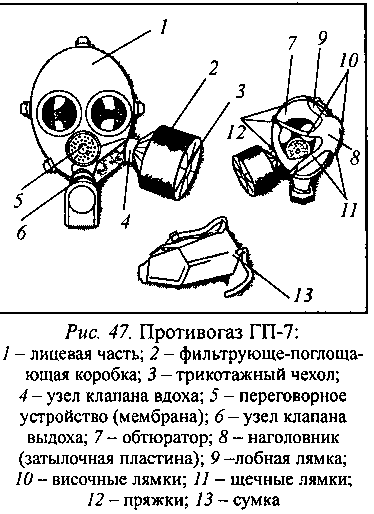 1
2
3
4
5
6
7
9
10
8
12
11
13
Рис. 47. Противогаз ГП-7:
1 – лицевая часть; 2 – фильтрующе-поглоща-
ющая коробка; 3 – трикотажный чехол;
4 – узел клапана вдоха; 5 – переговорное
устройство (мембрана); 6 – узел клапана
выдоха; 7 – обтюратор; 8 – наголовник
(затылочная пластина); 9 –лобная лямка;
10 – височные лямки; 11 – щечные лямки;
12 – пряжки; 13 – сумка